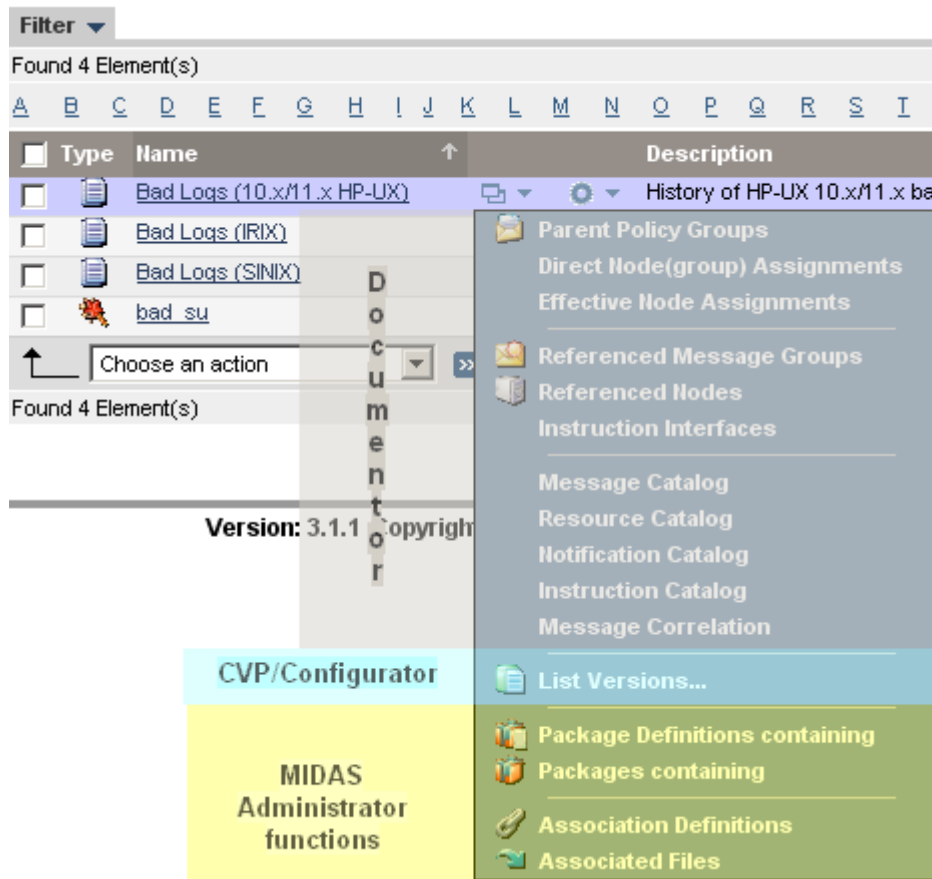 Filter
Found 4 Element(s)
A B C D E F G H I J K L M N O P Q R S T
Type Name Description
Bad Logs (10.x/11.x HP-UX) History of HP-UX 10.x/11.x ba
Bad Logs (IRIX)
Bad Logs (SINIX)
bad_su
Choose an action
Found 4 Element(s)
Version: 3.1.1 Copyright
Documentor
Parent Policy Groups
Direct Node(group) Assignments
Effective Node Assignments
Referenced Message Groups
Referenced Nodes
Instruction Interfaces
Message Catalog
Resource Catalog
Notification Catalog
Instruction Catalog
Message Correlation
CVP/Configurator
List Versions...
MIDAS
Administrator
functions
Package Definitions containing
Packages containing
Association Definitions
Associated Files